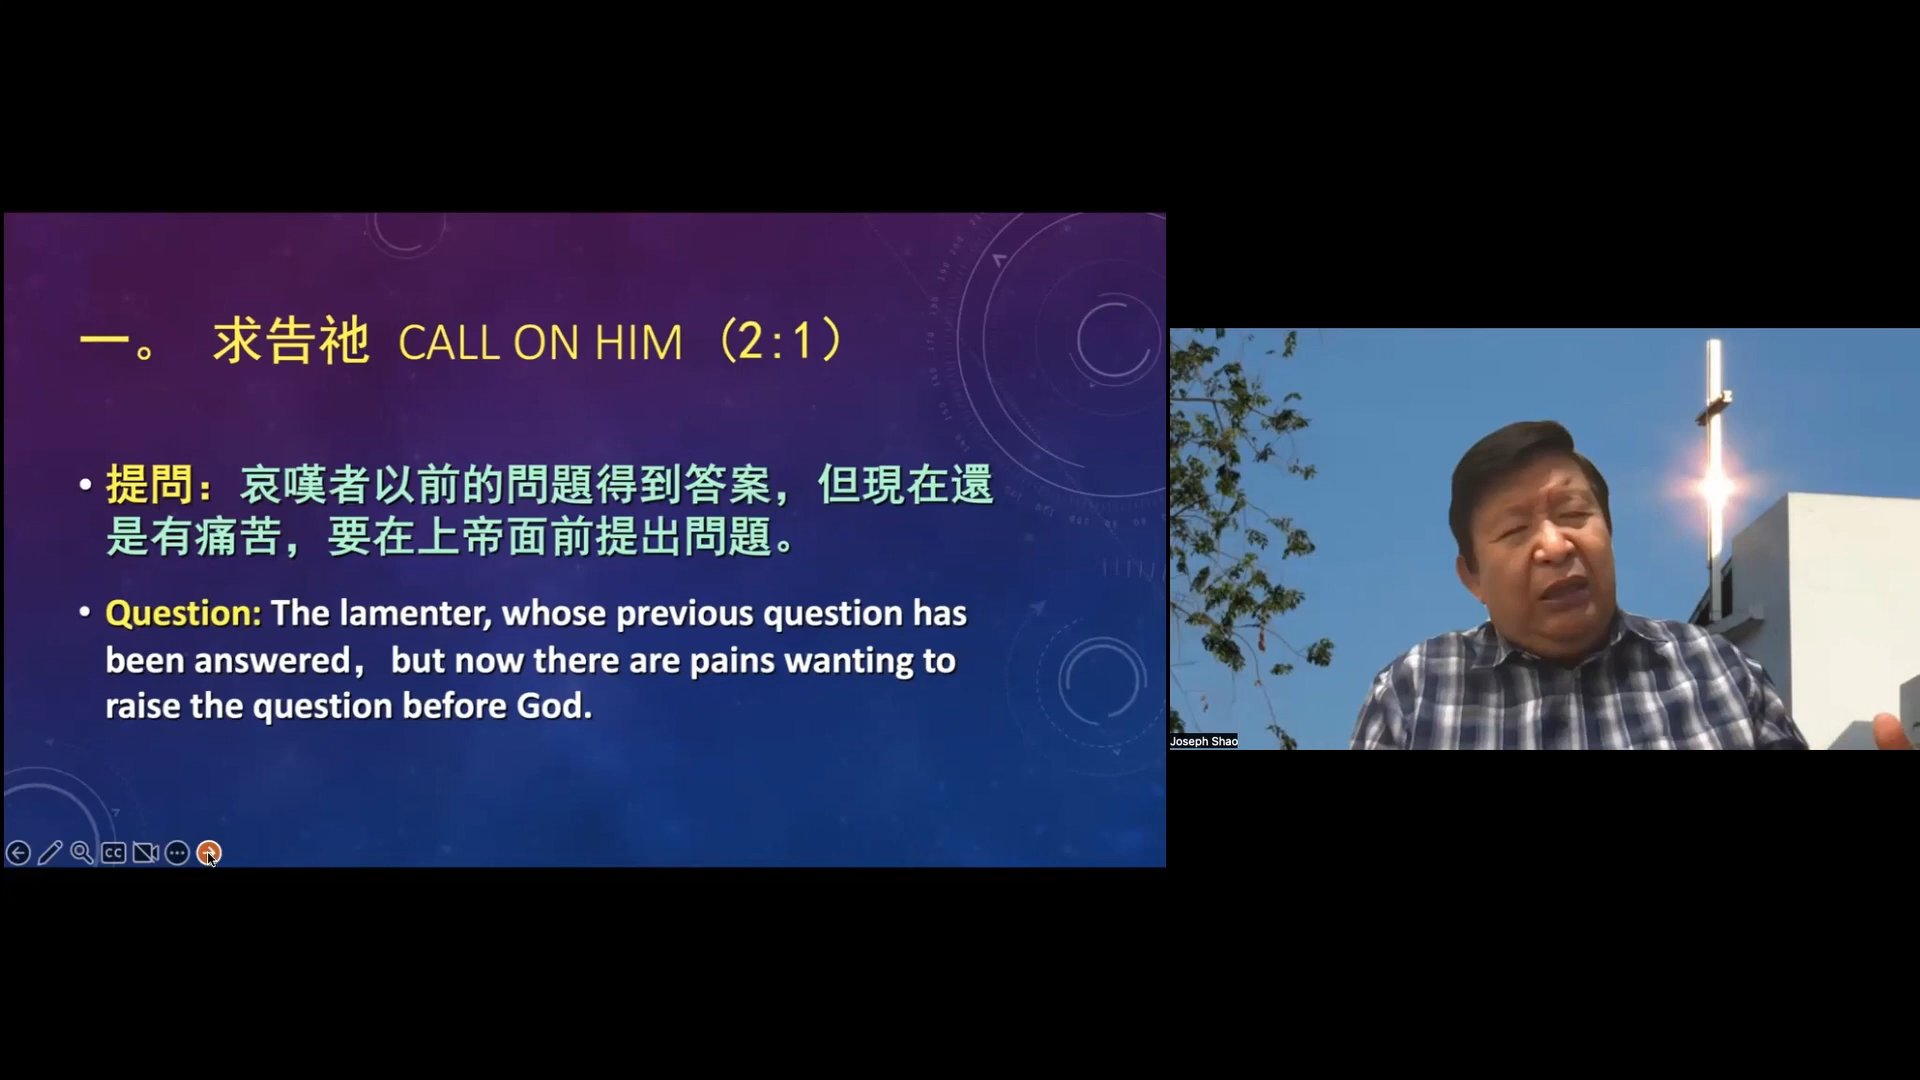 一。 求告祂 CALL ON HIM (2:1)
• 提問：哀嘆者以前的問題得到答案，但現在還
是有痛苦，要在上帝面前提出問題。
• Question: The lamenter, whose previous question has
been answered， but now there are pains wanting to
raise the question before God.
CC
Joseph Shao